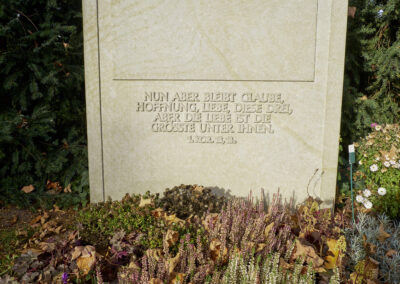 NUN ABER BLEIBT GLAUBE,
HOFFNUNG, LIEBE, DIESE DREI,
ABER DIE LIEBE IST DIE
GRÖSSTE UNTER IHNEN.
1. KOR. 13, 13.